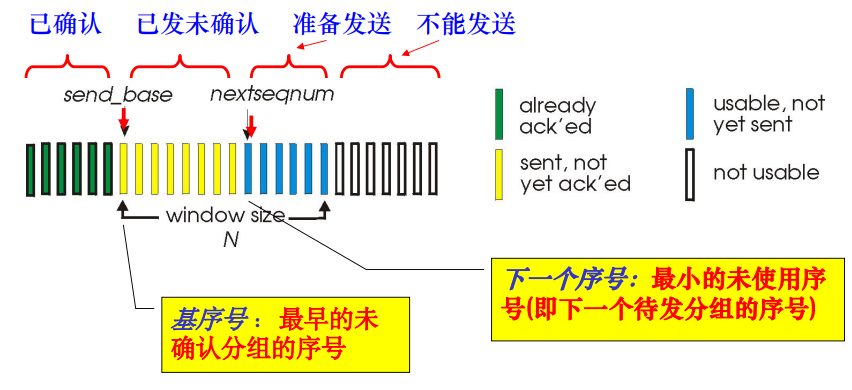 已确认 已发未确认 准备发送 不能发送
send_base nextseqnum
already
ack'ed
usable, not
yet sent
sent, not
yet ack'ed
not usable
window size
N
下一个序号：最小的未使用序
号(即下一个待发分组的序号)
基序号：最早的未
确认分组的序号